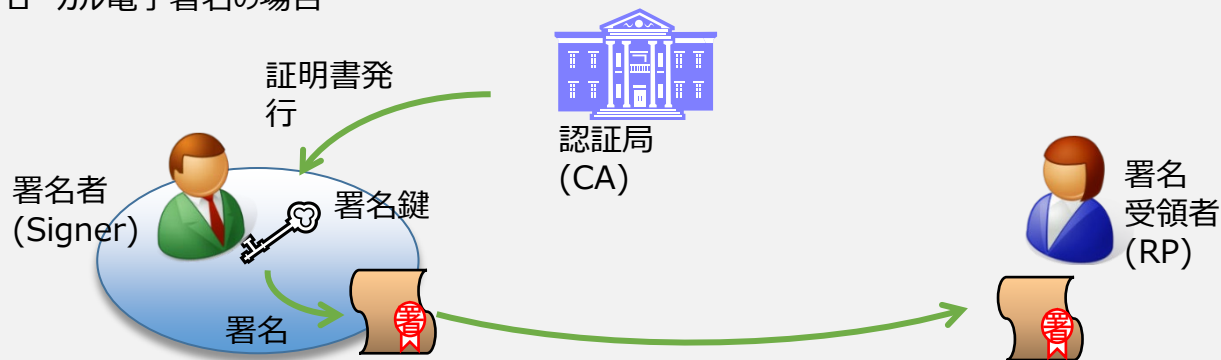 ローカル電子署名の場合
証明書発
行
認証局
(CA)
署名者
(Signer)
署名鍵
署名
署
署名
受領者
(RP)
署